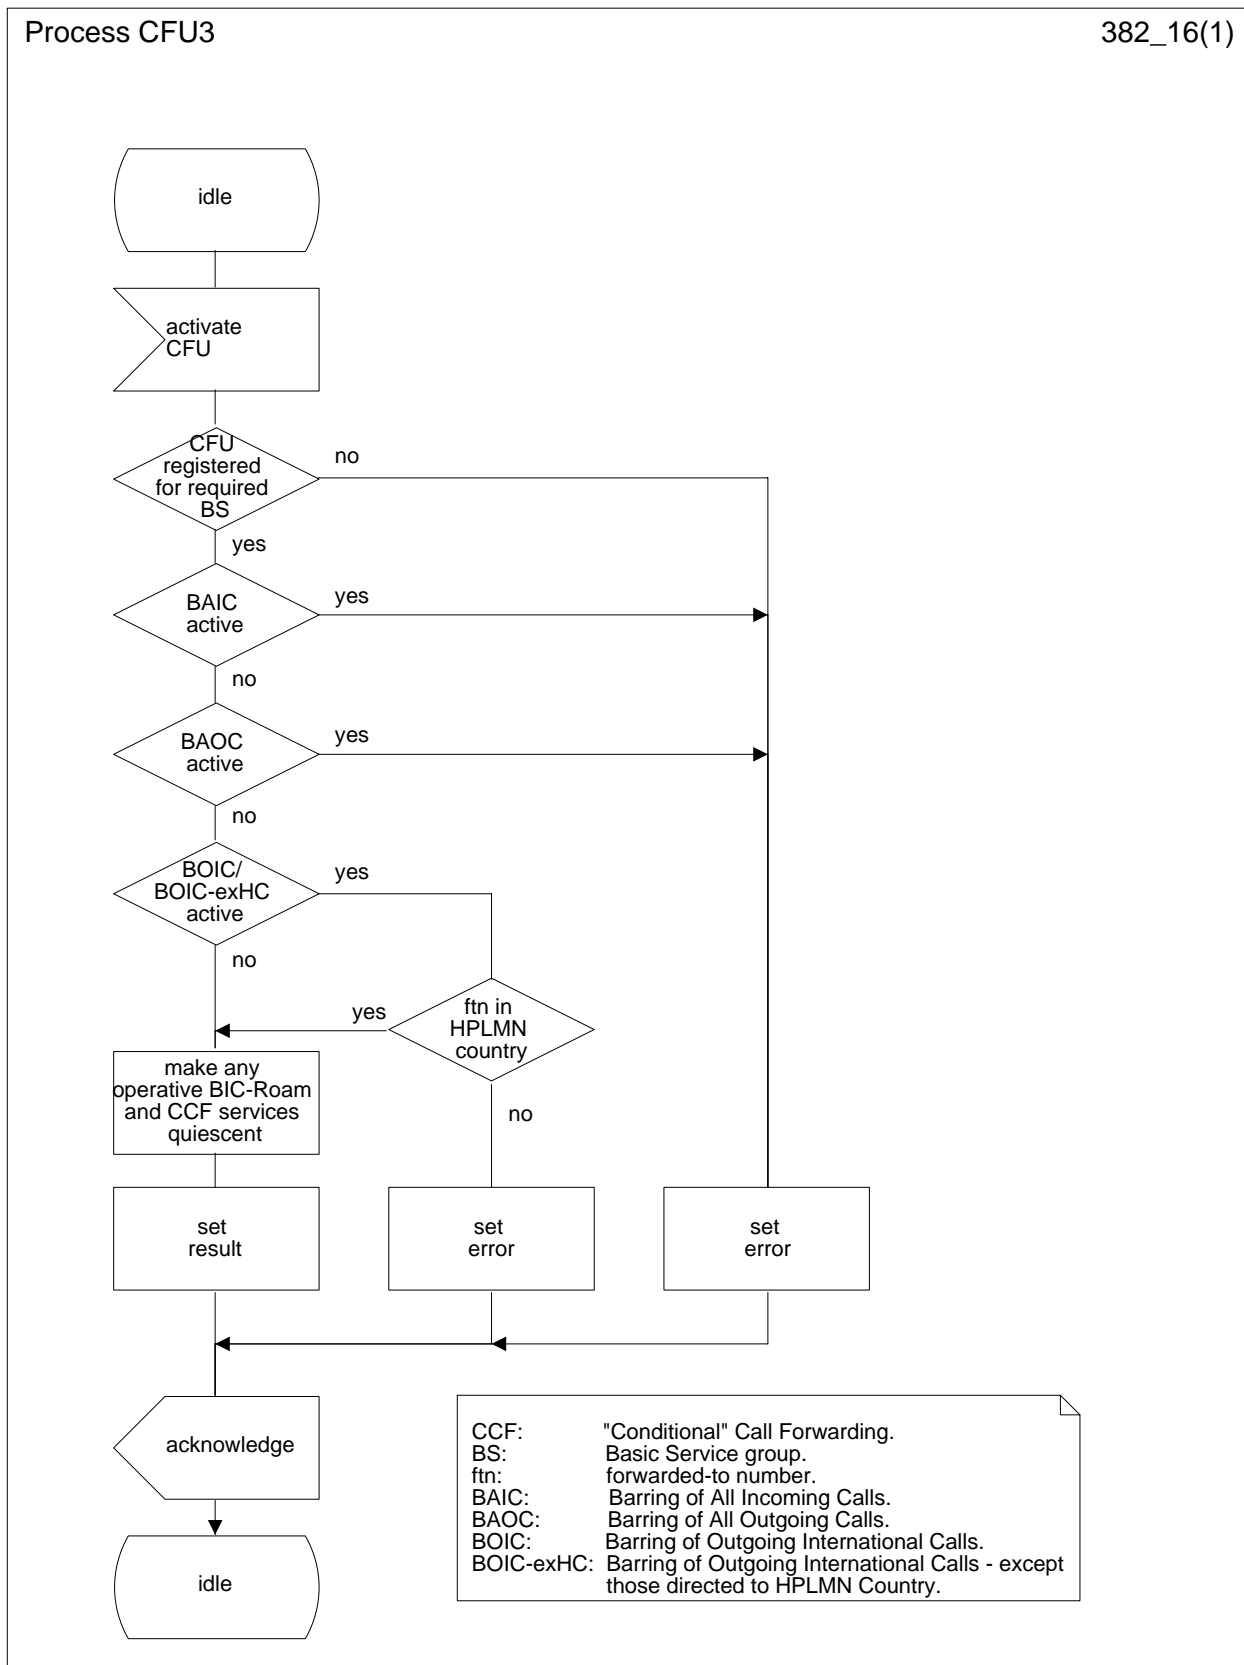 Process CFU3
382_16(1)
idle
activate
CFU
CFU
registered
for required
BS
no
yes
BAIC
active
yes
no
BAOC
active
yes
no
BOIC/
BOIC-exHC
active
yes
no
yes
ftn in
HPLMN
country
make any
operative BIC-Roam
and CCF services
quiescent
no
set
result
set
error
set
error
acknowledge
CCF: "Conditional" Call Forwarding.
BS: Basic Service group.
ftn: forwarded-to number.
BAIC: Barring of All Incoming Calls.
BAOC: Barring of All Outgoing Calls.
BOIC: Barring of Outgoing International Calls.
BOIC-exHC: Barring of Outgoing International Calls - except
those directed to HPLMN Country.
idle